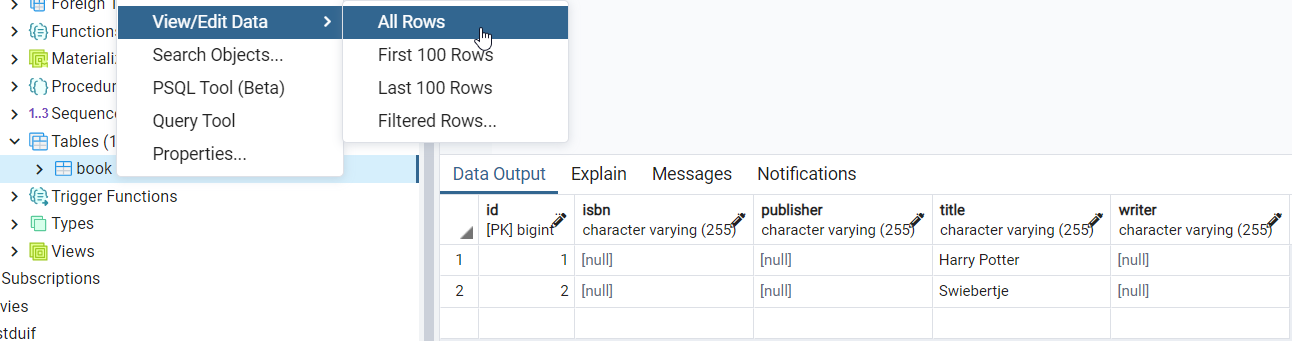 Foreign T
Functions
Materializ
Procedur
1..3 Sequence
Tables (1
book
Trigger Functions
Types
Views
Subscriptions
vies
stduif
View/Edit Data
Search Objects...
PSQL Tool (Beta)
Query Tool
Properties...
All Rows
First 100 Rows
Last 100 Rows
Filtered Rows...
Data Output Explain Messages Notifications
id isbn publisher title writer
[PK] bigint character varying (255) character varying (255) character varying (255) character varying (255)
1 1 [null] [null] Harry Potter [null]
2 2 [null] [null] Swiebertje [null]